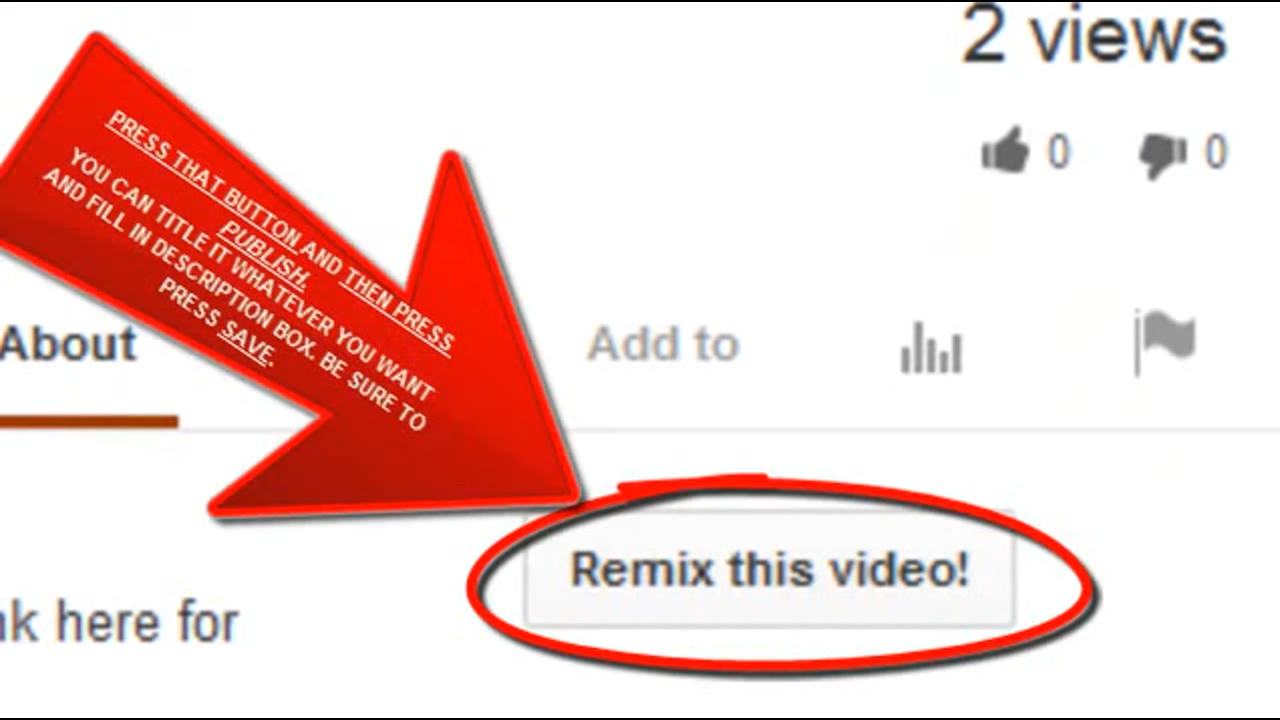 2 views
0 0
PRESS THAT BUTTON AND THEN PRESS
PUBLISH.
YOU CAN TITLE IT WHATEVER YOU WANT
AND FILL IN DESCRIPTION BOX. BE SURE TO
PRESS SAVE.
About Add to
Remix this video!
nk here for